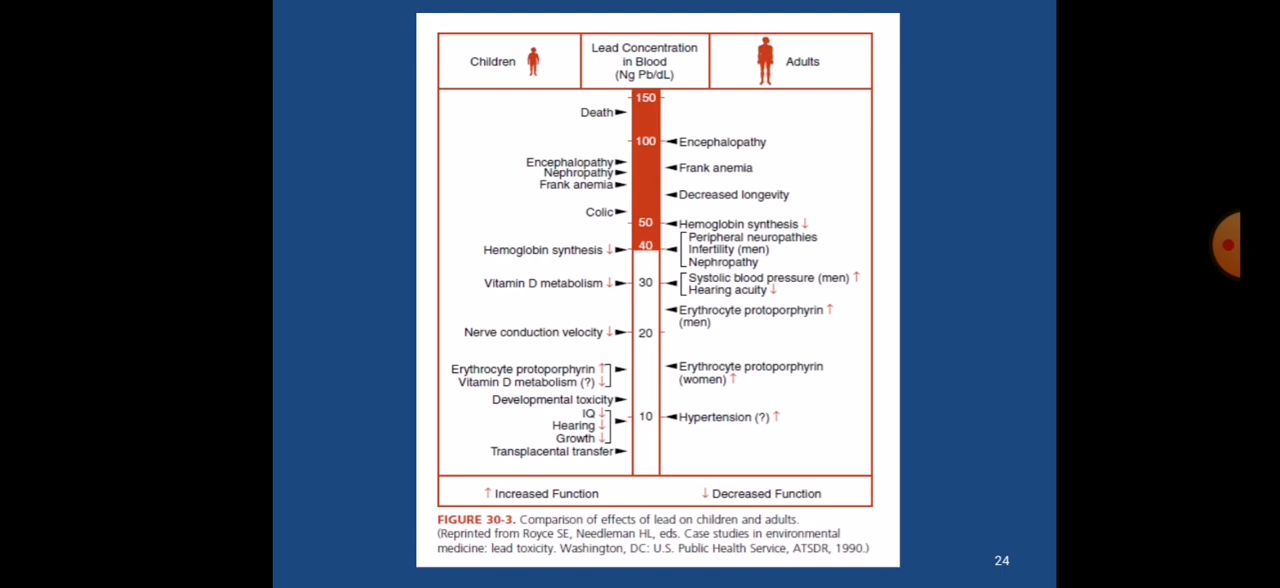 Children
Lead Concentration
in Blood
(Ng Pb/dL)
Adults
150
Death
100
Encephalopathy
Encephalopathy
Nephropathy
Frank anemia
Frank anemia
Decreased longevity
Colic
50
Hemoglobin synthesis ↓
Peripheral neuropathies
40
Hemoglobin synthesis ↓
Infertility (men)
Nephropathy
Systolic blood pressure (men) ↑
Vitamin D metabolism ↓
30
Hearing acuity ↓
Erythrocyte protoporphyrin ↑
(men)
Nerve conduction velocity ↓
20
Erythrocyte protoporphyrin ↑
Vitamin D metabolism (?) ↓
Erythrocyte protoporphyrin
(women) ↑
Developmental toxicity
IQ ↓
Hearing ↓
Growth ↓
10
Hypertension (?) ↑
Transplacental transfer
↑ Increased Function
↓ Decreased Function
FIGURE 30-3. Comparison of effects of lead on children and adults.
(Reprinted from Royce SE, Needleman HL, eds. Case studies in environmental
medicine: lead toxicity. Washington, DC: U.S. Public Health Service, ATSDR, 1990.)
24